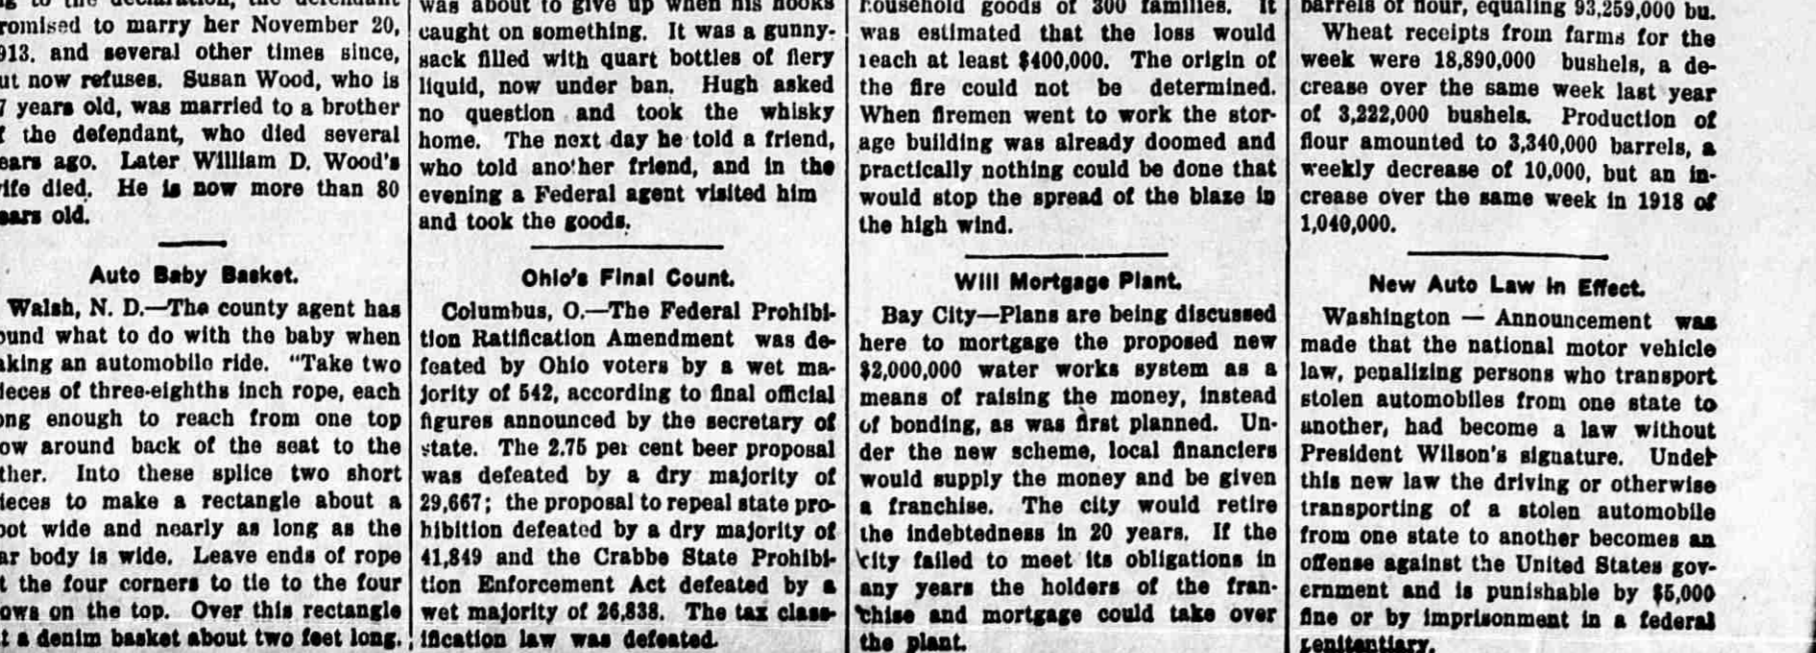 promised to marry her November 20,
1913. and several other times since,
but now refuses. Susan Wood, who is
7 years old, was married to a brother
of the defendant, who died several
years ago. Later William D. Wood's
wife died. He is now more than 80
years old.
Auto Baby Basket.
Walsh, N. D.—The county agent has
found what to do with the baby when
taking an automobile ride. "Take two
pieces of three-eighths inch rope, each
long enough to reach from one top
bow around back of the seat to the
other. Into these splice two short
pieces to make a rectangle about a
foot wide and nearly as long as the
car body is wide. Leave ends of rope
at the four corners to tie to the four
bows on the top. Over this rectangle
a denim basket about two feet long.
was about to give up when his hooks
caught on something. It was a gunny-
sack filled with quart bottles of fiery
liquid, now under ban. Hugh asked
no question and took the whisky
home. The next day he told a friend,
who told another friend, and in the
evening a Federal agent visited him
and took the goods.
Ohio's Final Count.
Columbus, O.—The Federal Prohibi-
tion Ratification Amendment was de-
feated by Ohio voters by a wet ma-
jority of 542, according to final official
figures announced by the secretary of
state. The 2.75 per cent beer proposal
was defeated by a dry majority of
29,667; the proposal to repeal state pro-
hibition defeated by a dry majority of
41,849 and the Crabbe State Prohibi-
tion Enforcement Act defeated by a
wet majority of 26,838. The tax class-
ification law was defeated.
household goods of 300 families. It
was estimated that the loss would
reach at least $400,000. The origin of
the fire could not be determined.
When firemen went to work the stor-
age building was already doomed and
practically nothing could be done that
would stop the spread of the blaze in
the high wind.
Will Mortgage Plant.
Bay City—Plans are being discussed
here to mortgage the proposed new
$2,000,000 water works system as a
means of raising the money, instead
of bonding, as was first planned. Un-
der the new scheme, local financiers
would supply the money and be given
a franchise. The city would retire
the indebtedness in 20 years. If the
city failed to meet its obligations in
any years the holders of the fran-
chise and mortgage could take over
the plant.
barrels of flour, equaling 93,259,000 bu.
Wheat receipts from farms for the
week were 18,890,000 bushels, a de-
crease over the same week last year
of 3,222,000 bushels. Production of
flour amounted to 3,340,000 barrels, a
weekly decrease of 10,000, but an in-
crease over the same week in 1918 of
1,040,000.
New Auto Law in Effect.
Washington — Announcement was
made that the national motor vehicle
law, penalizing persons who transport
stolen automobiles from one state to
another, had become a law without
President Wilson's signature. Under
this new law the driving or otherwise
transporting of a stolen automobile
from one state to another becomes an
offense against the United States gov-
ernment and is punishable by $5,000
fine or by imprisonment in a federal
penitentiary.